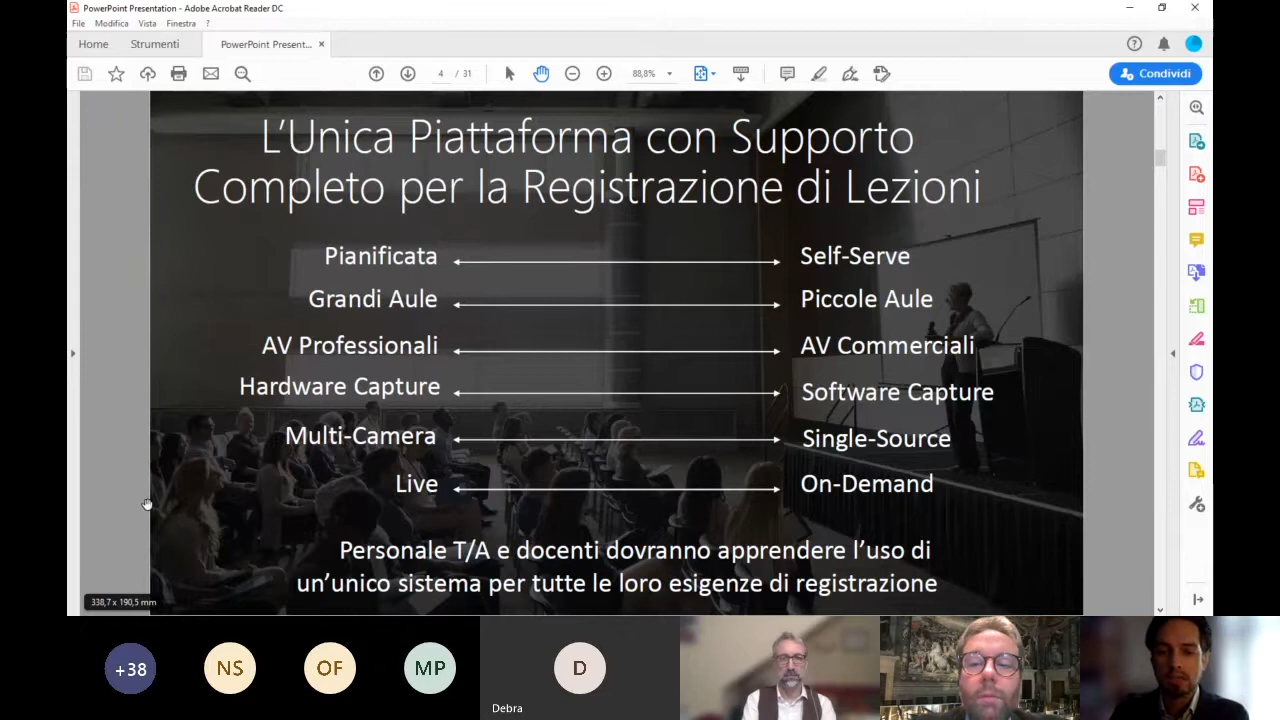 PowerPoint Presentation - Adobe Acrobat Reader DC
File Modifica Vista Finestra ?
Home Strumenti PowerPoint Present... ×
4 / 31 88,8% Condividi
L'Unica Piattaforma con Supporto
Completo per la Registrazione di Lezioni
Pianificata Self-Serve
Grandi Aule Piccole Aule
AV Professionali AV Commerciali
Hardware Capture Software Capture
Multi-Camera Single-Source
Live On-Demand
Personale T/A e docenti dovranno apprendere l'uso di
un'unico sistema per tutte le loro esigenze di registrazione
338,7 x 190,5 mm
+38 NS OF MP D
Debra